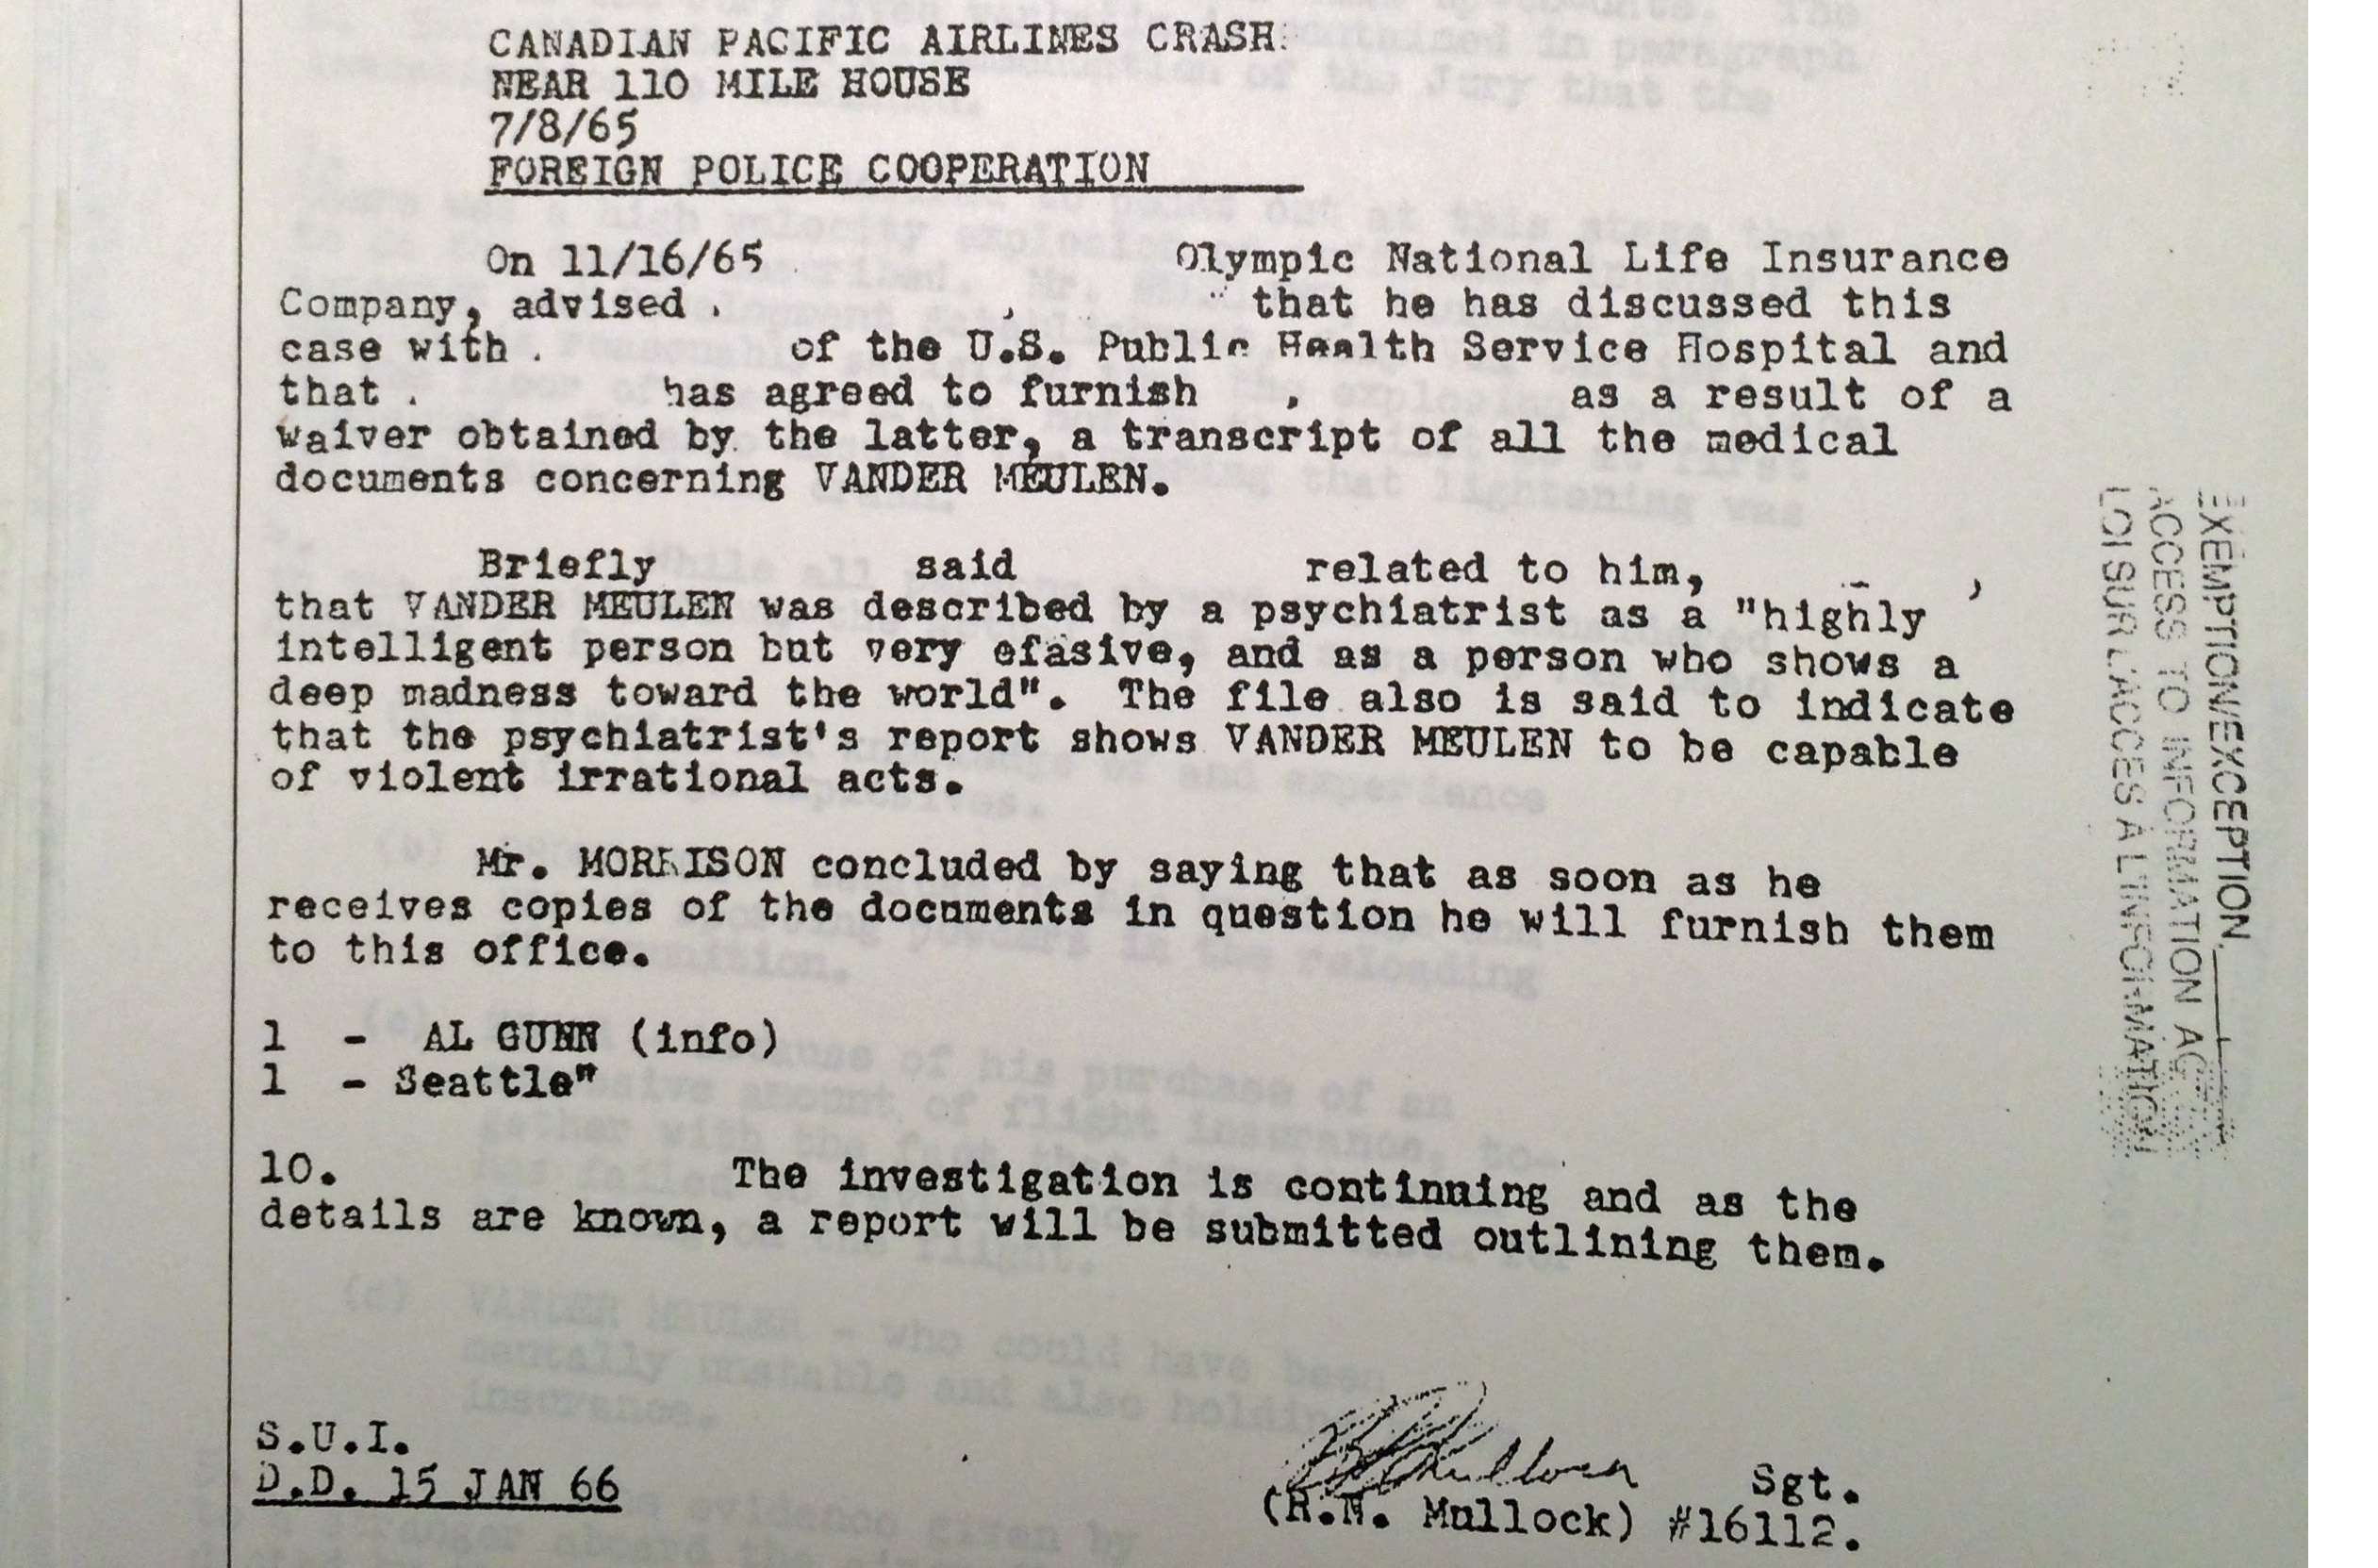 CANADIAN PACIFIC AIRLINES CRASH
NEAR 110 MILE HOUSE
7/8/65
FOREIGN POLICE COOPERATION
On 11/16/65 Olympic National Life Insurance
Company, advised that he has discussed this
case with of the U.S. Public Health Service Hospital and
that has agreed to furnish , as a result of a
waiver obtained by the latter, a transcript of all the medical
documents concerning VANDER MEULEN.
Briefly said related to him, ,
that VANDER MEULEN was described by a psychiatrist as a "highly
intelligent person but very efasive, and as a person who shows a
deep madness toward the world". The file also is said to indicate
that the psychiatrist's report shows VANDER MEULEN to be capable
of violent irrational acts.
Mr. MORRISON concluded by saying that as soon as he
receives copies of the documents in question he will furnish them
to this office.
1 - AL GUNN (info)
1 - Seattle"
10. The investigation is continuing and as the
details are known, a report will be submitted outlining them.
S.U.I.
D.D. 15 JAN 66
Sgt.
(R.N. Mullock) #16112.
EXEMPTION/EXCEPTION
ACCESS TO INFORMATION ACT
LOI SUR L'ACCES A L'INFORMATION